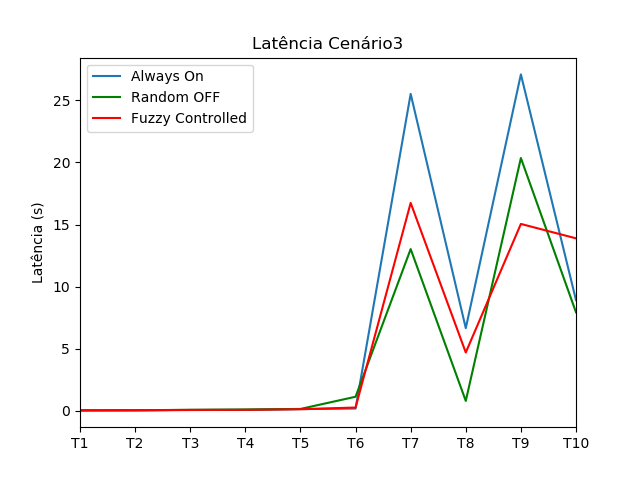 Latência Cenário3
Always On
Random OFF
Fuzzy Controlled
Latência (s)
25
20
15
10
5
0
T1 T2 T3 T4 T5 T6 T7 T8 T9 T10